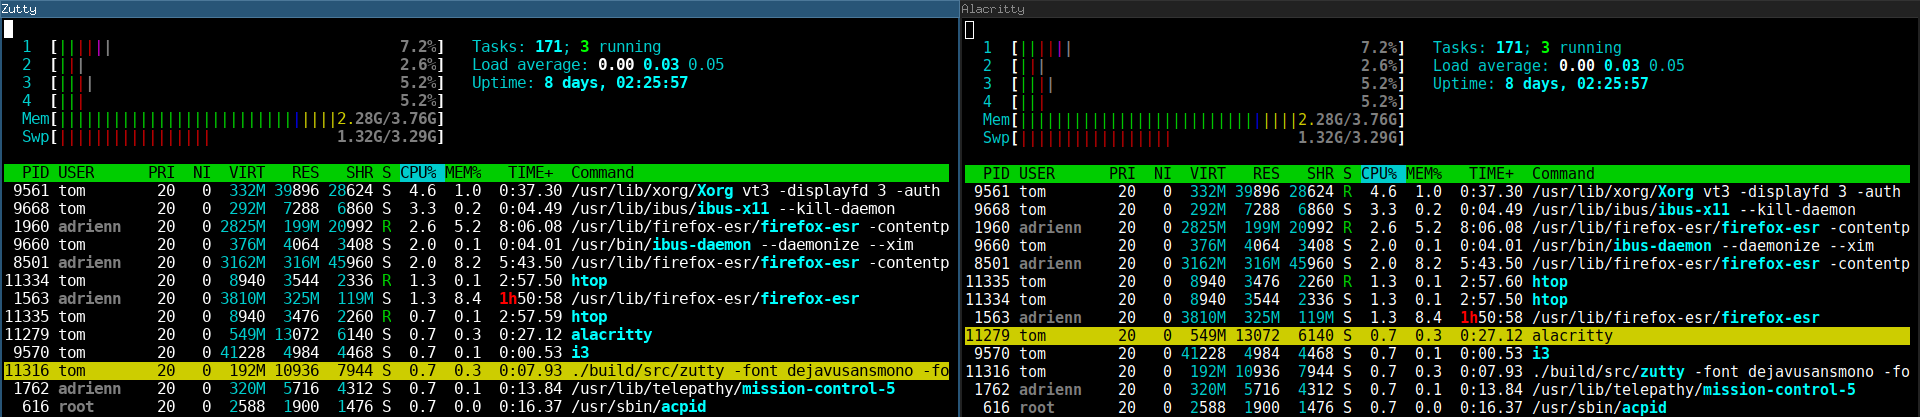 Zutty
1 [||||||| 7.2%] Tasks: 171; 3 running
2 [||| 2.6%] Load average: 0.00 0.03 0.05
3 [|||| 5.2%] Uptime: 8 days, 02:25:57
4 [||| 5.2%]
Mem[|||||||||||||||||||||||||||||||2.28G/3.76G]
Swp[||||||||||||||||| 1.32G/3.29G]
PID USER PRI NI VIRT RES SHR S CPU% MEM% TIME+ Command
9561 tom 20 0 332M 39896 28624 S 4.6 1.0 0:37.30 /usr/lib/xorg/Xorg vt3 -displayfd 3 -auth
9668 tom 20 0 292M 7288 6860 S 3.3 0.2 0:04.49 /usr/lib/ibus/ibus-x11 --kill-daemon
1960 adrienn 20 0 2825M 199M 20992 R 2.6 5.2 8:06.08 /usr/lib/firefox-esr/firefox-esr -contentp
9660 tom 20 0 376M 4064 3408 S 2.0 0.1 0:04.01 /usr/bin/ibus-daemon --daemonize --xim
8501 adrienn 20 0 3162M 316M 45960 S 2.0 8.2 5:43.50 /usr/lib/firefox-esr/firefox-esr -contentp
11334 tom 20 0 8940 3544 2336 R 1.3 0.1 2:57.50 htop
1563 adrienn 20 0 3810M 325M 119M S 1.3 8.4 1h50:58 /usr/lib/firefox-esr/firefox-esr
11335 tom 20 0 8940 3476 2260 R 0.7 0.1 2:57.59 htop
11279 tom 20 0 549M 13072 6140 S 0.7 0.3 0:27.12 alacritty
9570 tom 20 0 41228 4984 4468 S 0.7 0.1 0:00.53 i3
11316 tom 20 0 192M 10936 7944 S 0.7 0.3 0:07.93 ./build/src/zutty -font dejavusansmono -fo
1762 adrienn 20 0 320M 5716 4312 S 0.7 0.1 0:13.84 /usr/lib/telepathy/mission-control-5
616 root 20 0 2588 1900 1476 S 0.7 0.0 0:16.37 /usr/sbin/acpid
Alacritty
1 [||||||| 7.2%] Tasks: 171; 3 running
2 [||| 2.6%] Load average: 0.00 0.03 0.05
3 [|||| 5.2%] Uptime: 8 days, 02:25:57
4 [||| 5.2%]
Mem[|||||||||||||||||||||||||||||||2.28G/3.76G]
Swp[||||||||||||||||| 1.32G/3.29G]
PID USER PRI NI VIRT RES SHR S CPU% MEM% TIME+ Command
9561 tom 20 0 332M 39896 28624 R 4.6 1.0 0:37.30 /usr/lib/xorg/Xorg vt3 -displayfd 3 -auth
9668 tom 20 0 292M 7288 6860 S 3.3 0.2 0:04.49 /usr/lib/ibus/ibus-x11 --kill-daemon
1960 adrienn 20 0 2825M 199M 20992 R 2.6 5.2 8:06.08 /usr/lib/firefox-esr/firefox-esr -contentp
9660 tom 20 0 376M 4064 3408 S 2.0 0.1 0:04.01 /usr/bin/ibus-daemon --daemonize --xim
8501 adrienn 20 0 3162M 316M 45960 S 2.0 8.2 5:43.50 /usr/lib/firefox-esr/firefox-esr -contentp
11335 tom 20 0 8940 3476 2260 R 1.3 0.1 2:57.60 htop
11334 tom 20 0 8940 3544 2336 S 1.3 0.1 2:57.50 htop
1563 adrienn 20 0 3810M 325M 119M S 1.3 8.4 1h50:58 /usr/lib/firefox-esr/firefox-esr
11279 tom 20 0 549M 13072 6140 S 0.7 0.3 0:27.12 alacritty
9570 tom 20 0 41228 4984 4468 S 0.7 0.1 0:00.53 i3
11316 tom 20 0 192M 10936 7944 S 0.7 0.3 0:07.93 ./build/src/zutty -font dejavusansmono -fo
1762 adrienn 20 0 320M 5716 4312 S 0.7 0.1 0:13.84 /usr/lib/telepathy/mission-control-5
616 root 20 0 2588 1900 1476 S 0.7 0.0 0:16.37 /usr/sbin/acpid